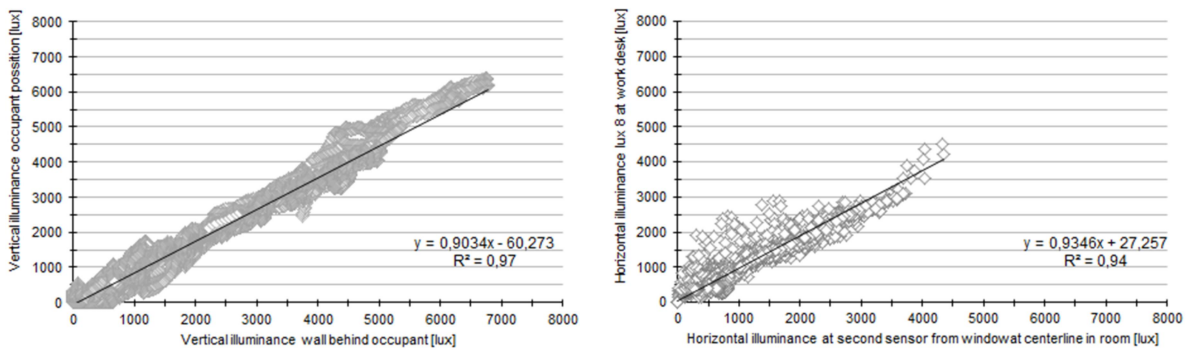 Vertical illuminance occupant possition [lux]
8000
7000
6000
5000
4000
3000
2000
1000
0
y = 0,9034x - 60,273
R² = 0,97
0 1000 2000 3000 4000 5000 6000 7000 8000
Vertical illuminance wall behind occupant [lux]
Horizontal illuminance lux 8 at work desk [lux]
8000
7000
6000
5000
4000
3000
2000
1000
0
y = 0,9346x + 27,257
R² = 0,94
0 1000 2000 3000 4000 5000 6000 7000 8000
Horizontal illuminance at second sensor from windowat centerline in room [lux]